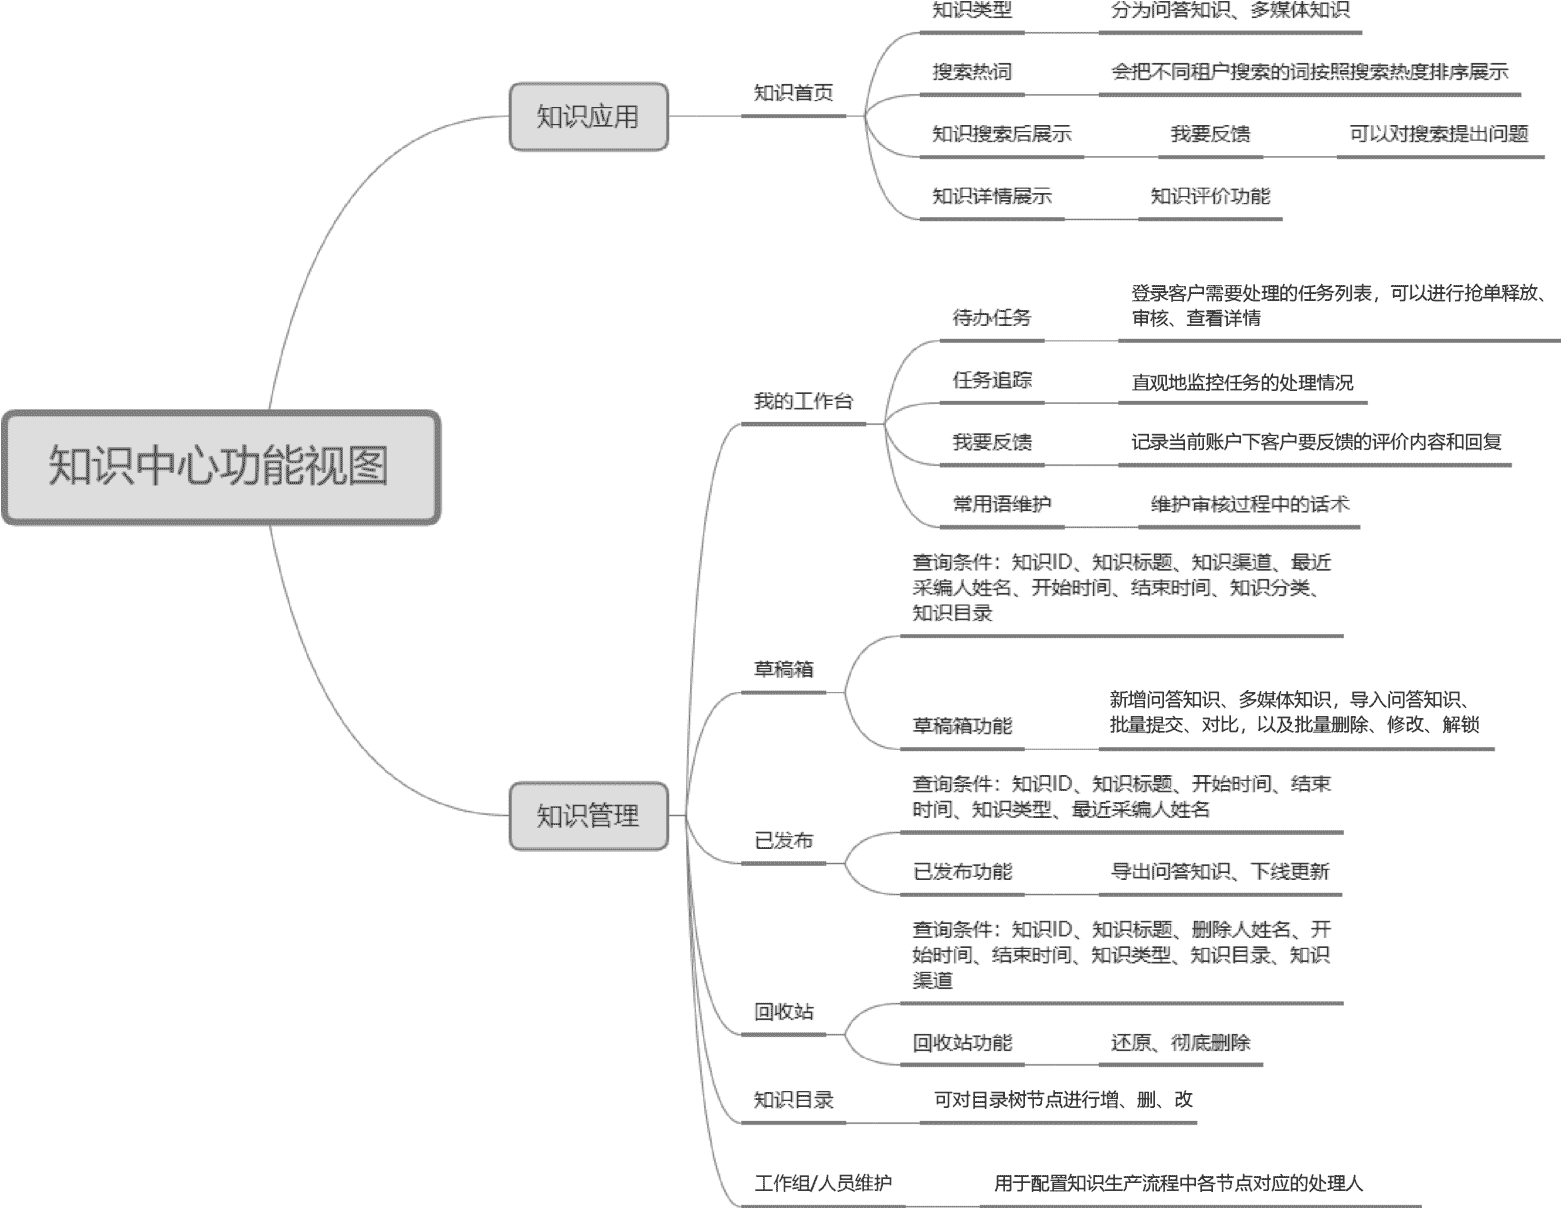 知识中心功能视图
知识应用
知识首页
知识类型
分为问答知识、多媒体知识
搜索热词
会把不同租户搜索的词按照搜索热度排序展示
知识搜索后展示
我要反馈
可以对搜索提出问题
知识详情展示
知识评价功能
知识管理
我的工作台
待办任务
登录客户需要处理的任务列表，可以进行抢单释放、
审核、查看详情
任务追踪
直观地监控任务的处理情况
我要反馈
记录当前账户下客户要反馈的评价内容和回复
常用语维护
维护审核过程中的话术
草稿箱
查询条件：知识ID、知识标题、知识渠道、最近
采编人姓名、开始时间、结束时间、知识分类、
知识目录
草稿箱功能
新增问答知识、多媒体知识，导入问答知识、
批量提交、对比，以及批量删除、修改、解锁
已发布
查询条件：知识ID、知识标题、开始时间、结束
时间、知识类型、最近采编人姓名
已发布功能
导出问答知识、下线更新
回收站
查询条件：知识ID、知识标题、删除人姓名、开
始时间、结束时间、知识类型、知识目录、知识
渠道
回收站功能
还原、彻底删除
知识目录
可对目录树节点进行增、删、改
工作组/人员维护
用于配置知识生产流程中各节点对应的处理人